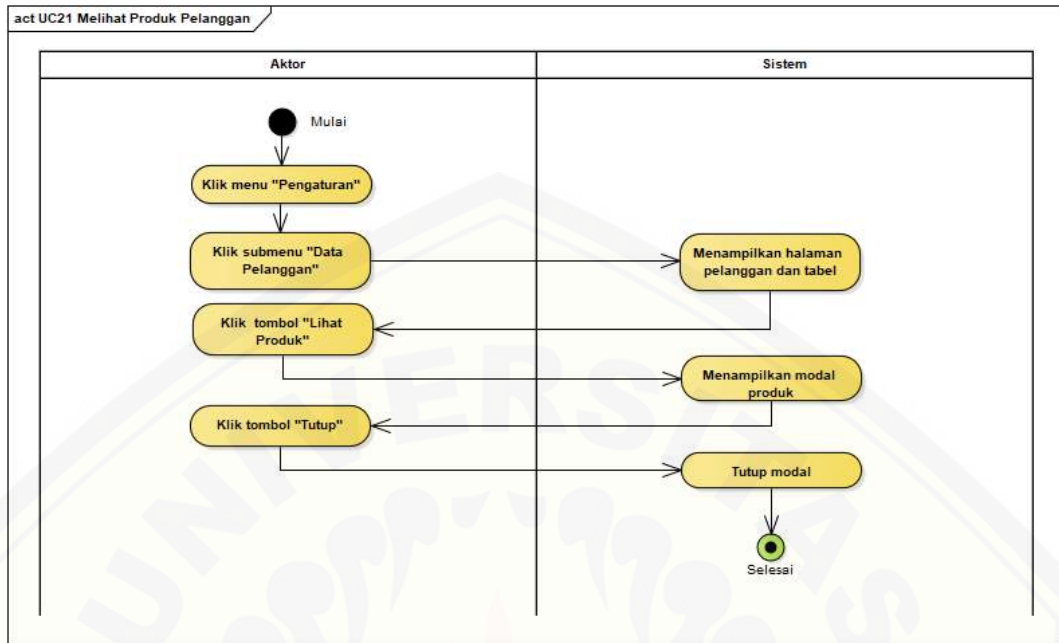 act UC21 Melihat Produk Pelanggan
Aktor
Sistem
Mulai
Klik menu "Pengaturan"
Klik submenu "Data
Pelanggan"
Menampilkan halaman
pelanggan dan tabel
Klik tombol "Lihat
Produk"
Menampilkan modal
produk
Klik tombol "Tutup"
Tutup modal
Selesai
UNIVERSITAS